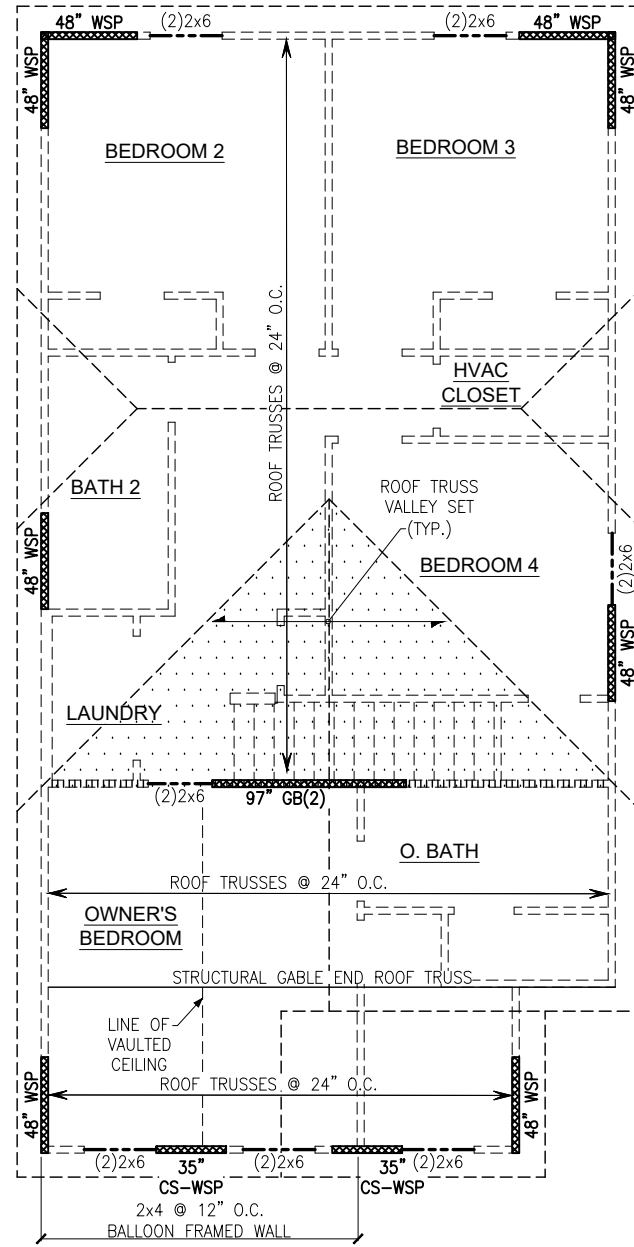 48" WSP
(2)2x6
(2)2x6
48" WSP
48" WSP
48" WSP
BEDROOM 2
BEDROOM 3
ROOF TRUSSES @ 24" O.C.
HVAC
CLOSET
BATH 2
ROOF TRUSS
VALLEY SET
(TYP.)
48" WSP
(2)2x6
BEDROOM 4
48" WSP
LAUNDRY
(2)2x6
97" GB(2)
O. BATH
ROOF TRUSSES @ 24" O.C.
OWNER'S
BEDROOM
STRUCTURAL GABLE END ROOF TRUSS
LINE OF
VAULTED
CEILING
48" WSP
ROOF TRUSSES @ 24" O.C.
48" WSP
(2)2x6
35"
CS-WSP
(2)2x6
35"
CS-WSP
(2)2x6
2x4 @ 12" O.C.
BALLOON FRAMED WALL